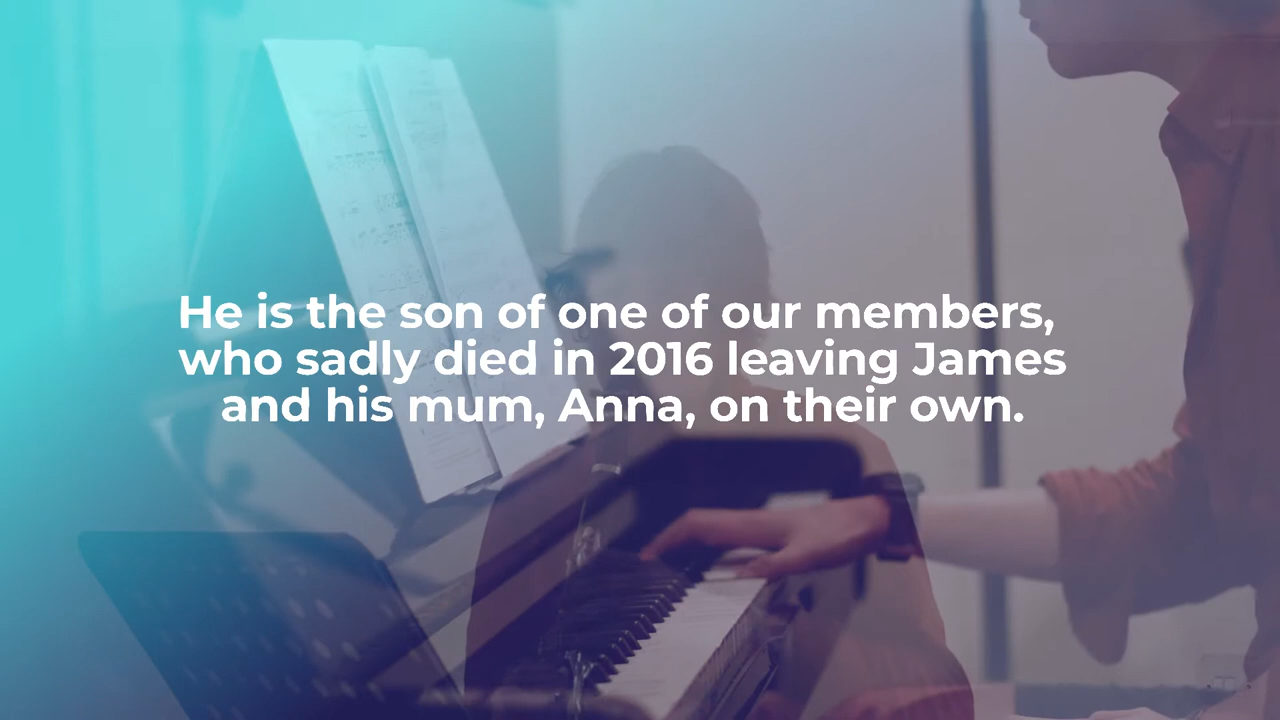 He is the son of one of our members,
who sadly died in 2016 leaving James
and his mum, Anna, on their own.